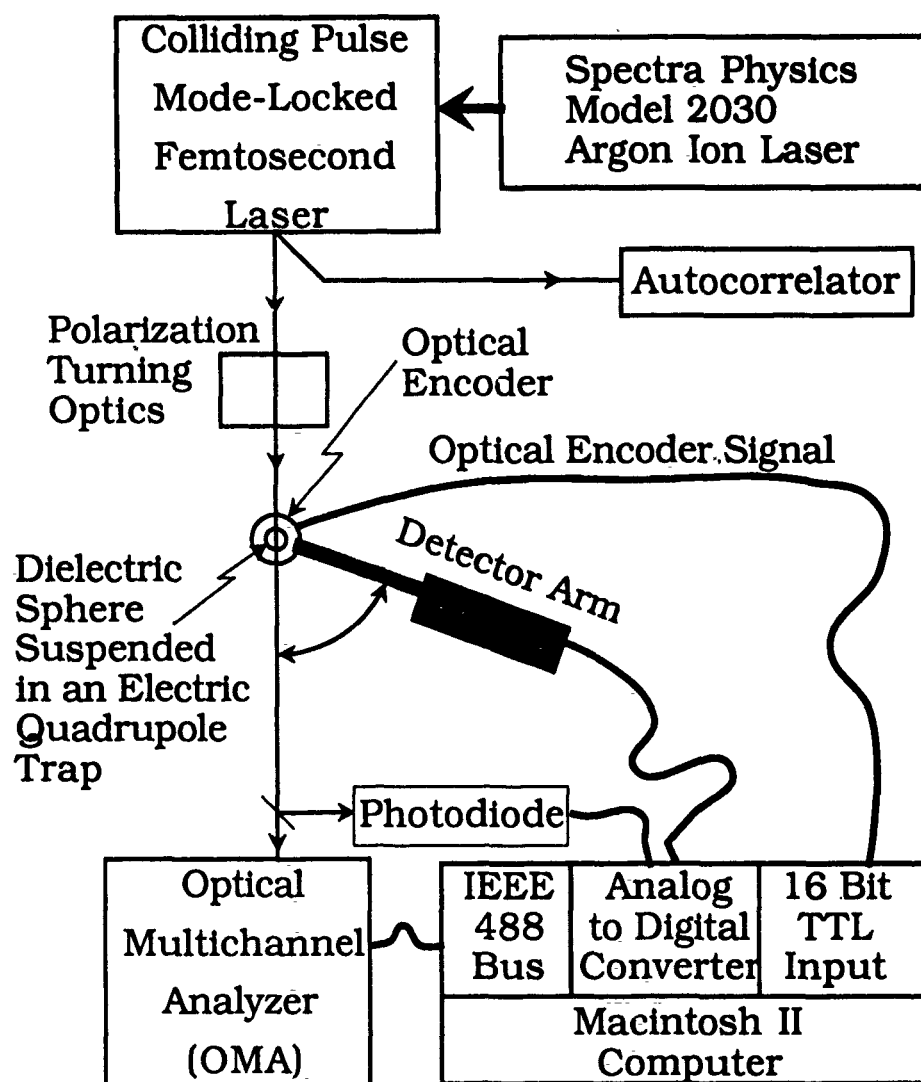 Colliding Pulse
Mode-Locked
Femtosecond
Laser
Spectra Physics
Model 2030
Argon Ion Laser
Autocorrelator
Polarization
Turning
Optics
Optical
Encoder
Optical Encoder Signal
Detector Arm
Dielectric
Sphere
Suspended
in an Electric
Quadrupole
Trap
Photodiode
Optical
Multichannel
Analyzer
(OMA)
IEEE
488
Bus
Analog
to Digital
Converter
16 Bit
TTL
Input
Macintosh II
Computer